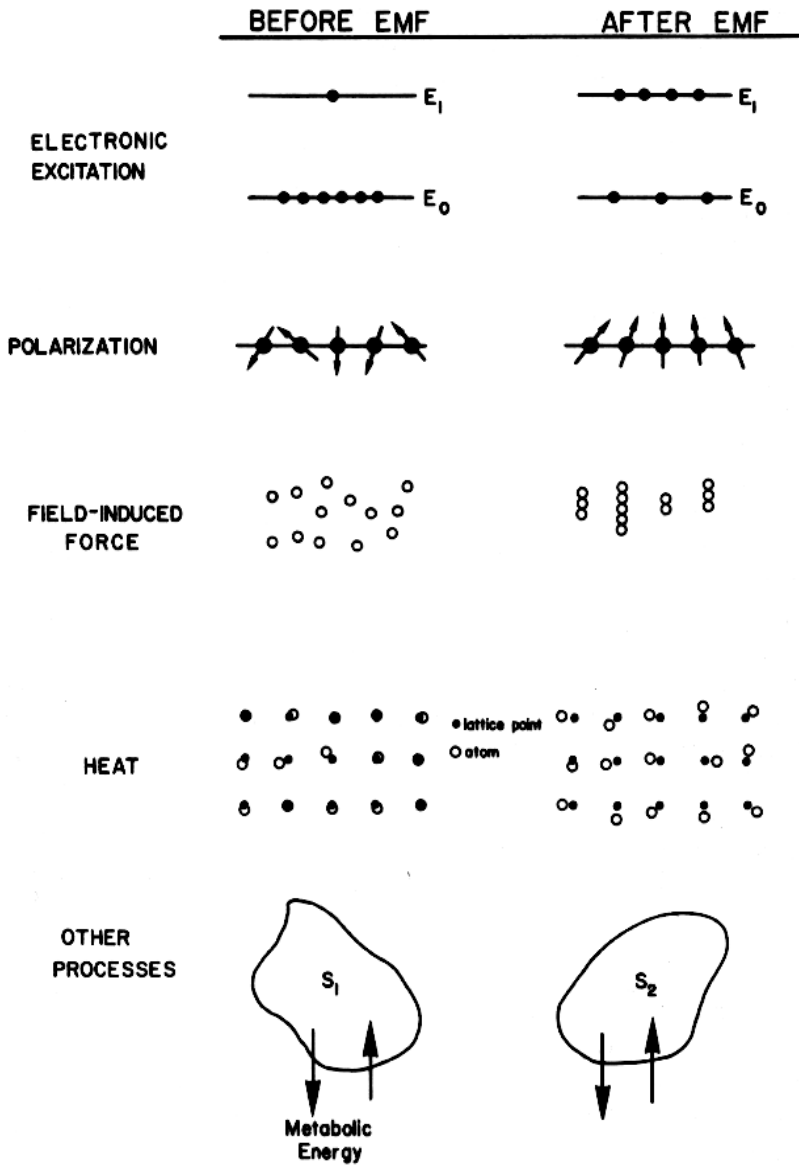 BEFORE EMF AFTER EMF
ELECTRONIC
EXCITATION
E₁ E₁
E₀ E₀
POLARIZATION
FIELD-INDUCED
FORCE
HEAT
lattice point
atom
OTHER
PROCESSES
S₁ S₂
Metabolic
Energy